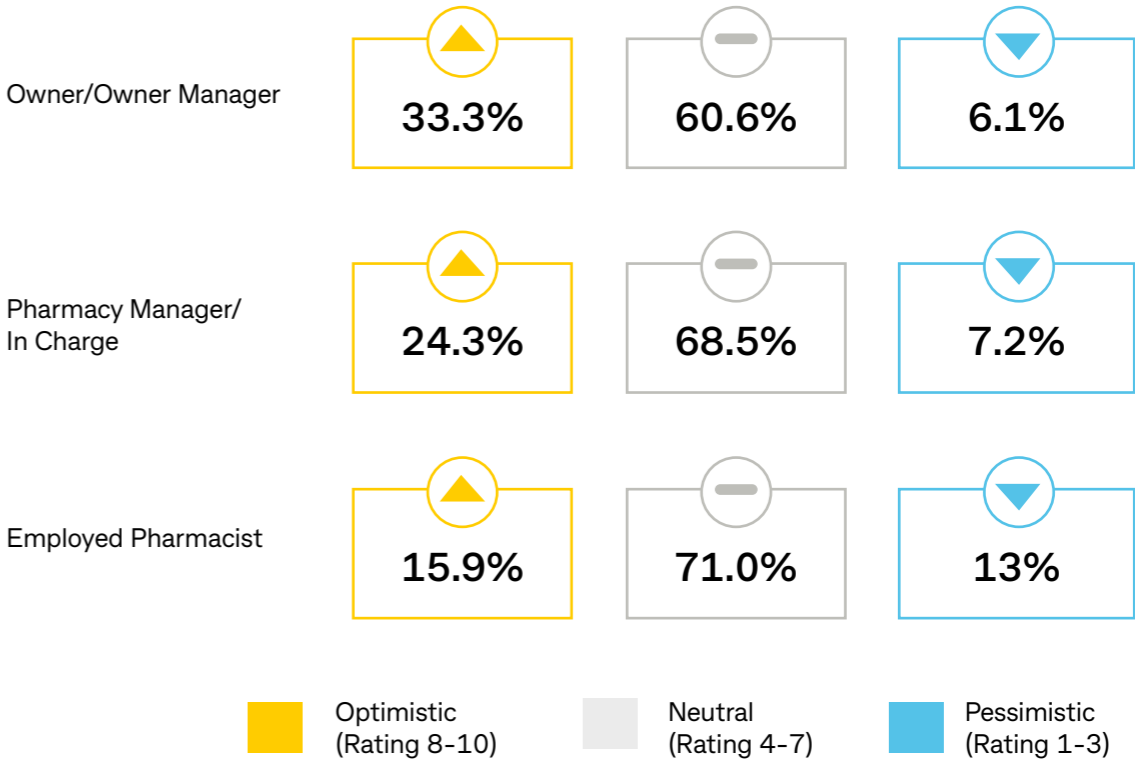 Owner/Owner Manager
33.3%
60.6%
6.1%
Pharmacy Manager/
In Charge
24.3%
68.5%
7.2%
Employed Pharmacist
15.9%
71.0%
13%
Optimistic
(Rating 8-10)
Neutral
(Rating 4-7)
Pessimistic
(Rating 1-3)